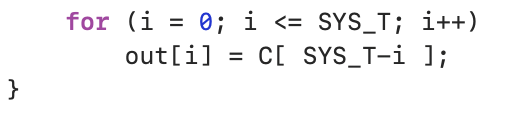 for (i = 0; i <= SYS_T; i++)
out[i] = C[ SYS_T-i ];
}